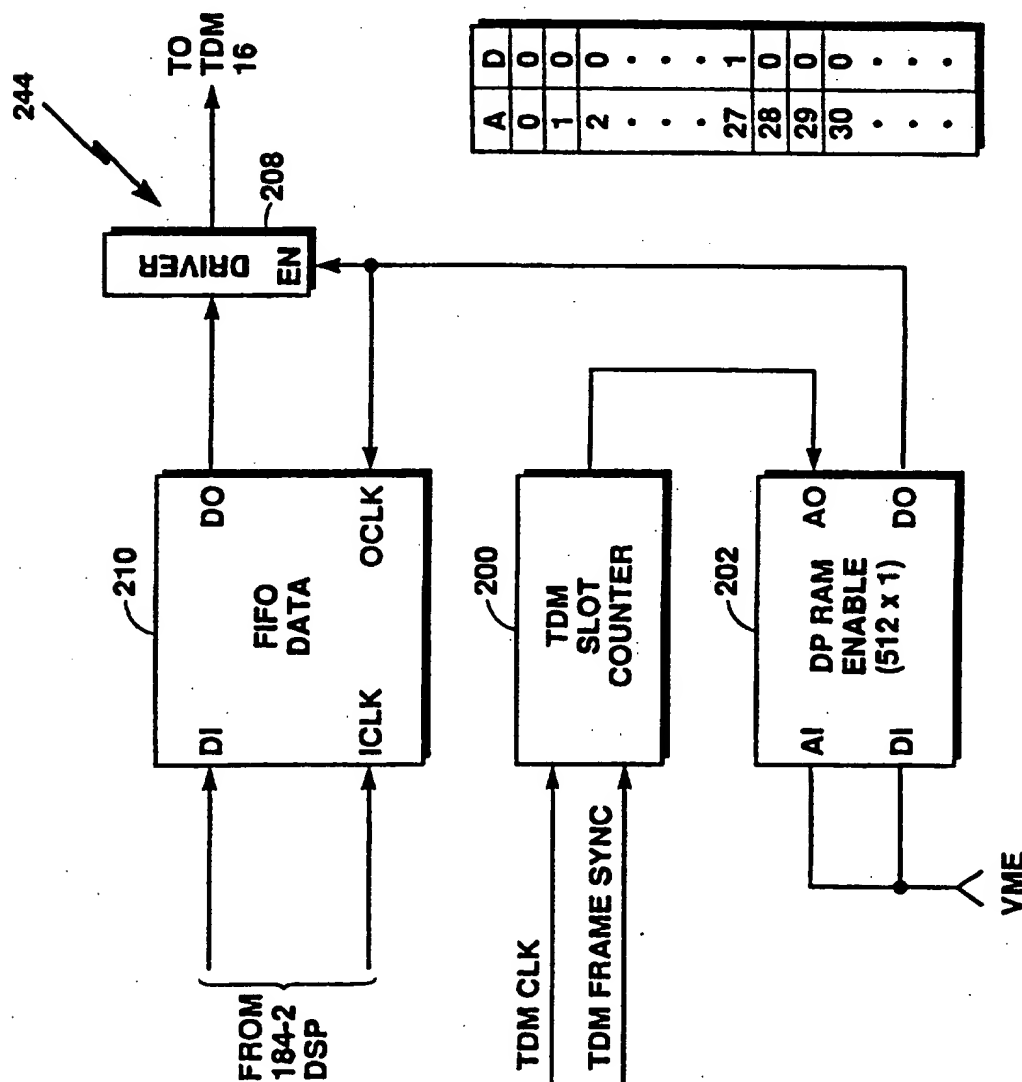 244
TO
TDM
16
DRIVER
EN
208
210
DI
DO
FIFO
DATA
ICLK
OCLK
FROM
184-2
DSP
200
TDM
SLOT
COUNTER
TDM CLK
TDM FRAME SYNC
202
AI
AO
DP RAM
ENABLE
(512 x 1)
DI
DO
VME
A D
0 0
1 0
2 0
. .
. .
. .
27 1
28 0
29 0
30 0
. .
. .
. .